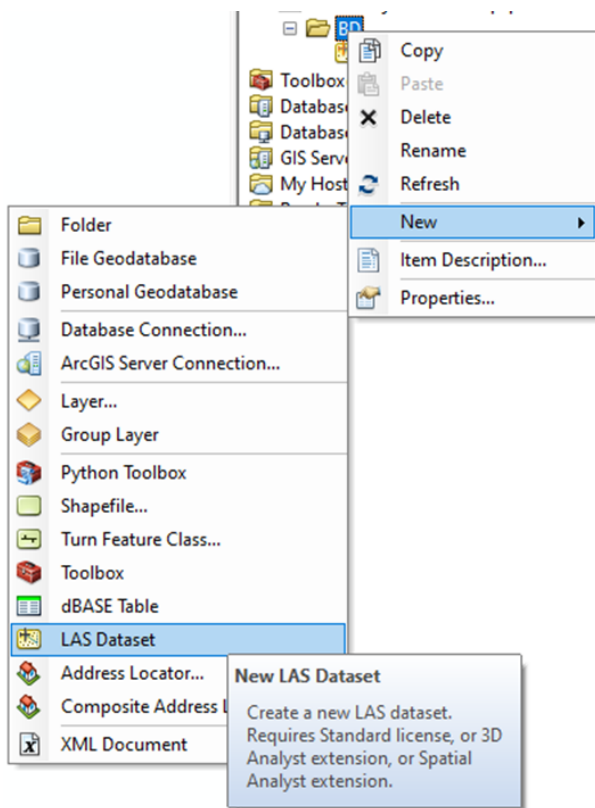 BD
Copy
Paste
Delete
Rename
Refresh
New
Item Description...
Properties...
Toolbox
Databas
Databas
GIS Serv
My Host
Folder
File Geodatabase
Personal Geodatabase
Database Connection...
ArcGIS Server Connection...
Layer...
Group Layer
Python Toolbox
Shapefile...
Turn Feature Class...
Toolbox
dBASE Table
LAS Dataset
Address Locator...
Composite Address L
XML Document
New LAS Dataset
Create a new LAS dataset.
Requires Standard license, or 3D
Analyst extension, or Spatial
Analyst extension.